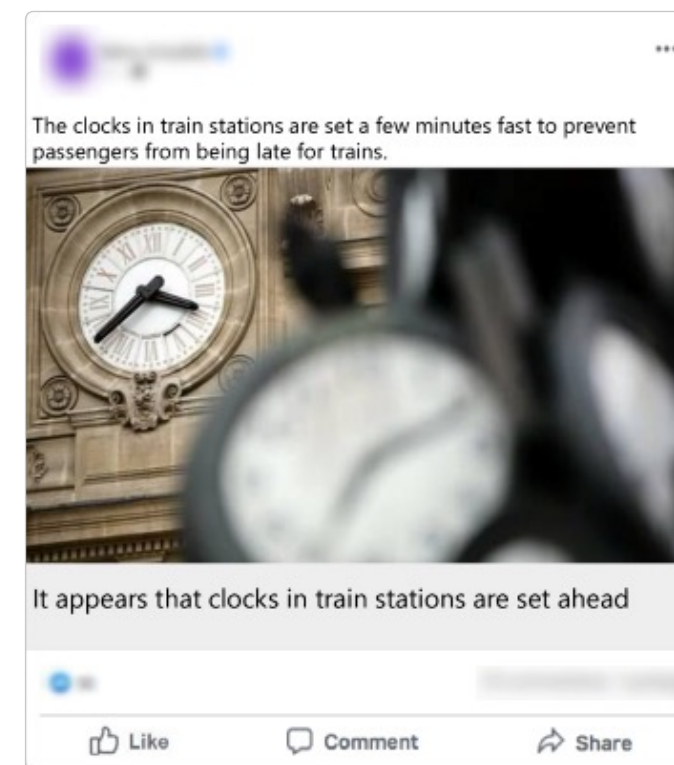 The clocks in train stations are set a few minutes fast to prevent
passengers from being late for trains.
It appears that clocks in train stations are set ahead
Like
Comment
Share